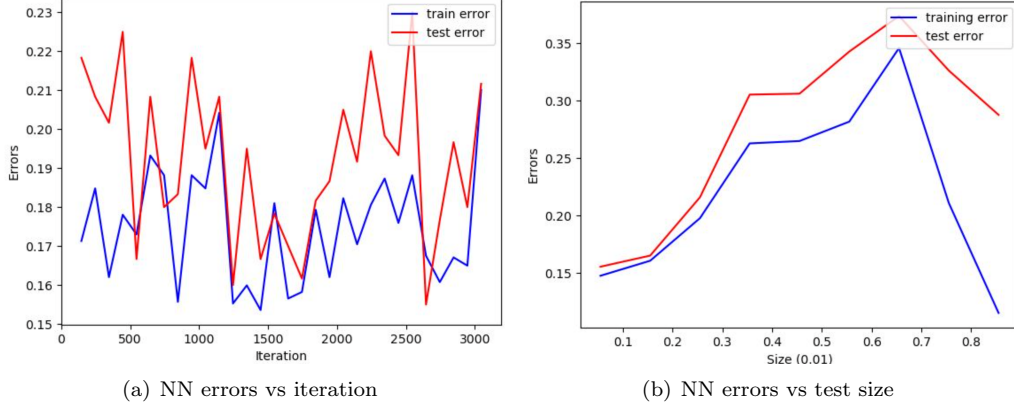 0.23
0.22
0.21
0.20
0.19
0.18
0.17
0.16
0.15
Errors
train error
test error
0
500
1000
1500
2000
2500
3000
Iteration
(a) NN errors vs iteration
0.35
0.30
0.25
0.20
0.15
Errors
training error
test error
0.1
0.2
0.3
0.4
0.5
0.6
0.7
0.8
Size (0.01)
(b) NN errors vs test size